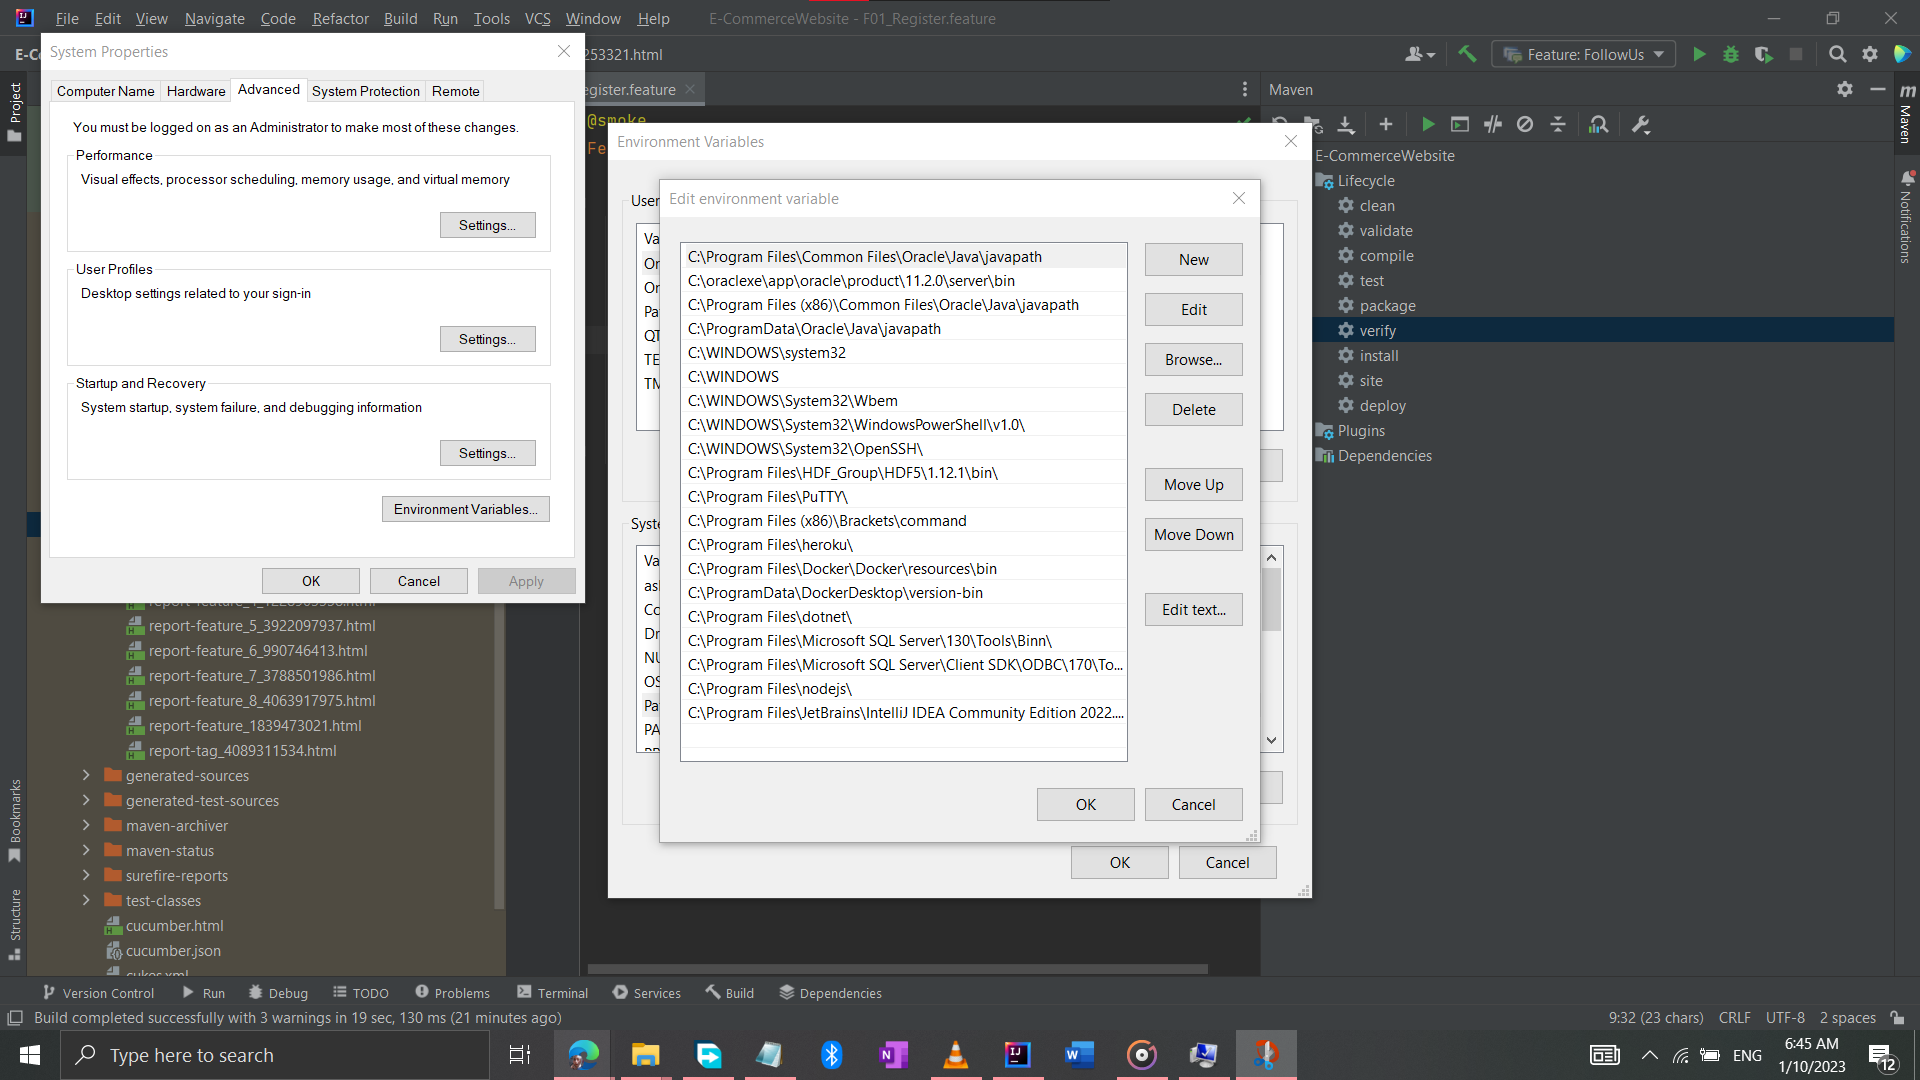 File Edit View Navigate Code Refactor Build Run Tools VCS Window Help E-CommerceWebsite - F01_Register.feature
E-Co
253321.html
Feature: FollowUs
System Properties
Computer Name Hardware Advanced System Protection Remote
You must be logged on as an Administrator to make most of these changes.
Performance
Visual effects, processor scheduling, memory usage, and virtual memory
Settings...
User Profiles
Desktop settings related to your sign-in
Settings...
Startup and Recovery
System startup, system failure, and debugging information
Settings...
Environment Variables...
OK Cancel Apply
Project
Bookmarks
Structure
egister.feature
@smoke
Fe
Environment Variables
User
Va
Or
Or
Pa
QT
TE
TM
Syste
Va
as
Co
Dr
NU
OS
Pa
PA
OK Cancel
Edit environment variable
C:\Program Files\Common Files\Oracle\Java\javapath
C:\oraclexe\app\oracle\product\11.2.0\server\bin
C:\Program Files (x86)\Common Files\Oracle\Java\javapath
C:\ProgramData\Oracle\Java\javapath
C:\WINDOWS\system32
C:\WINDOWS
C:\WINDOWS\System32\Wbem
C:\WINDOWS\System32\WindowsPowerShell\v1.0\
C:\WINDOWS\System32\OpenSSH\
C:\Program Files\HDF_Group\HDF5\1.12.1\bin\
C:\Program Files\PuTTY\
C:\Program Files (x86)\Brackets\command
C:\Program Files\heroku\
C:\Program Files\Docker\Docker\resources\bin
C:\ProgramData\DockerDesktop\version-bin
C:\Program Files\dotnet\
C:\Program Files\Microsoft SQL Server\130\Tools\Binn\
C:\Program Files\Microsoft SQL Server\Client SDK\ODBC\170\To...
C:\Program Files\nodejs\
C:\Program Files\JetBrains\IntelliJ IDEA Community Edition 2022....
New
Edit
Browse...
Delete
Move Up
Move Down
Edit text...
OK Cancel
Maven
E-CommerceWebsite
Lifecycle
clean
validate
compile
test
package
verify
install
site
deploy
Plugins
Dependencies
Maven
Notifications
report-feature_5_3922097937.html
report-feature_6_990746413.html
report-feature_7_3788501986.html
report-feature_8_4063917975.html
report-feature_1839473021.html
report-tag_4089311534.html
generated-sources
generated-test-sources
maven-archiver
maven-status
surefire-reports
test-classes
cucumber.html
cucumber.json
cukes.xml
Version Control Run Debug TODO Problems Terminal Services Build Dependencies
Build completed successfully with 3 warnings in 19 sec, 130 ms (21 minutes ago) 9:32 (23 chars) CRLF UTF-8 2 spaces
Type here to search
ENG
6:45 AM
1/10/2023
12